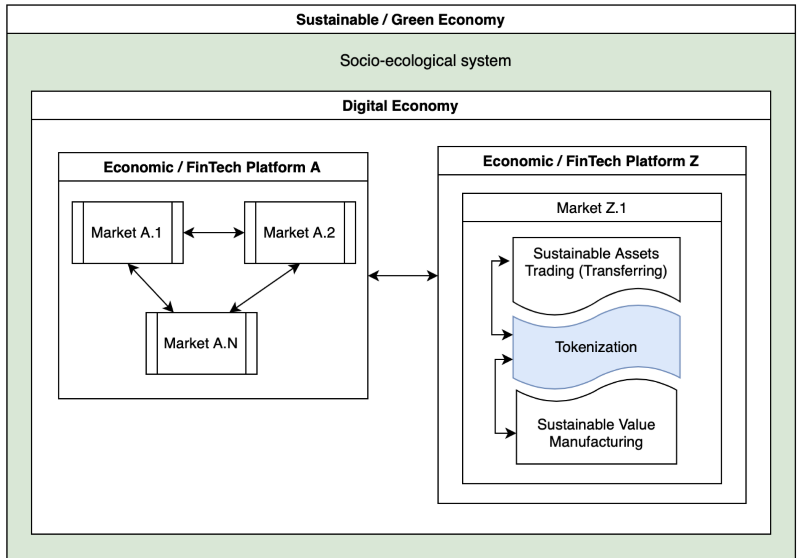 Sustainable / Green Economy
Socio-ecological system
Digital Economy
Economic / FinTech Platform A
Market A.1
Market A.2
Market A.N
Economic / FinTech Platform Z
Market Z.1
Sustainable Assets
Trading (Transferring)
Tokenization
Sustainable Value
Manufacturing